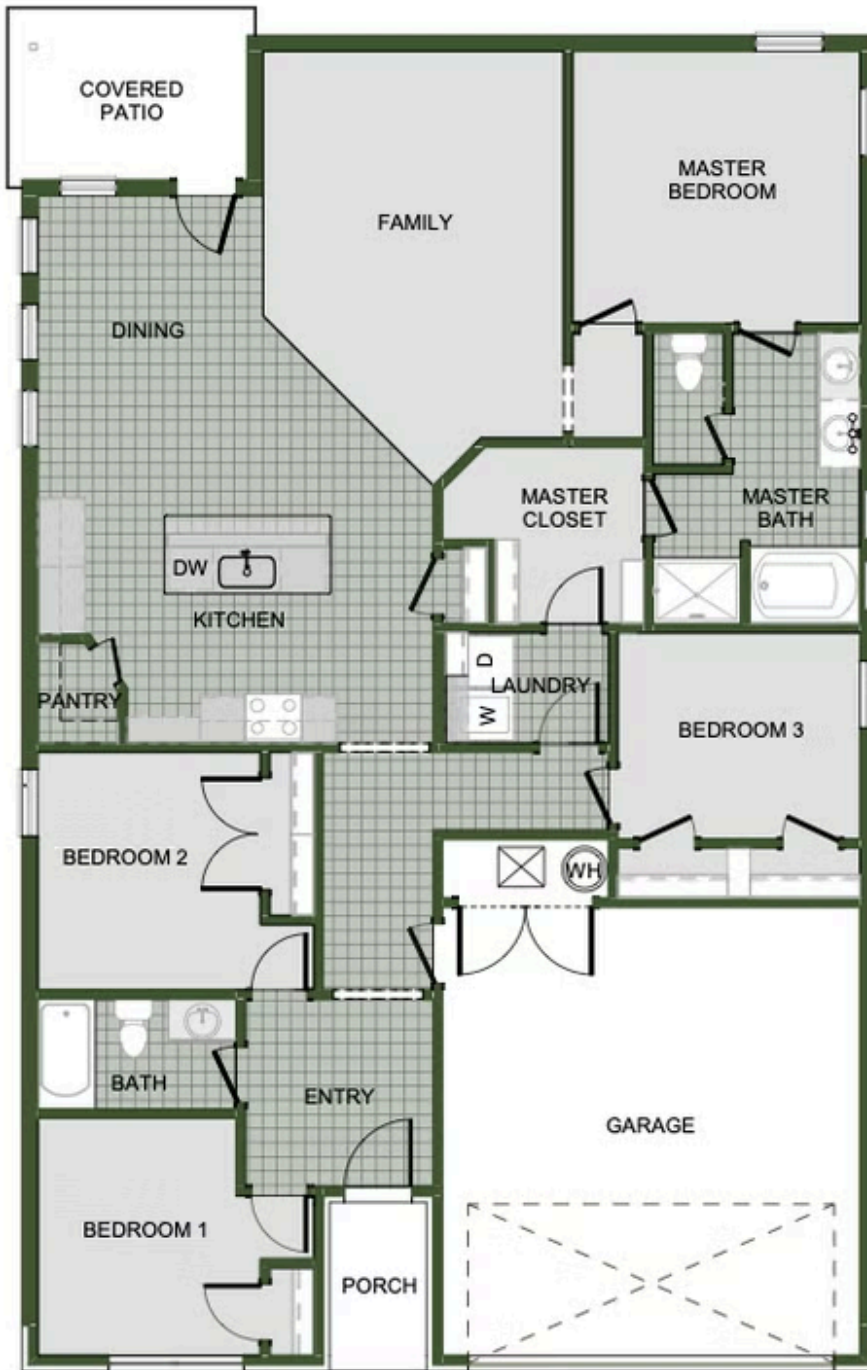 COVERED
PATIO
MASTER
BEDROOM
FAMILY
DINING
MASTER
CLOSET
MASTER
BATH
DW
KITCHEN
D
LAUNDRY
W
PANTRY
BEDROOM 3
BEDROOM 2
WH
BATH
ENTRY
GARAGE
BEDROOM 1
PORCH